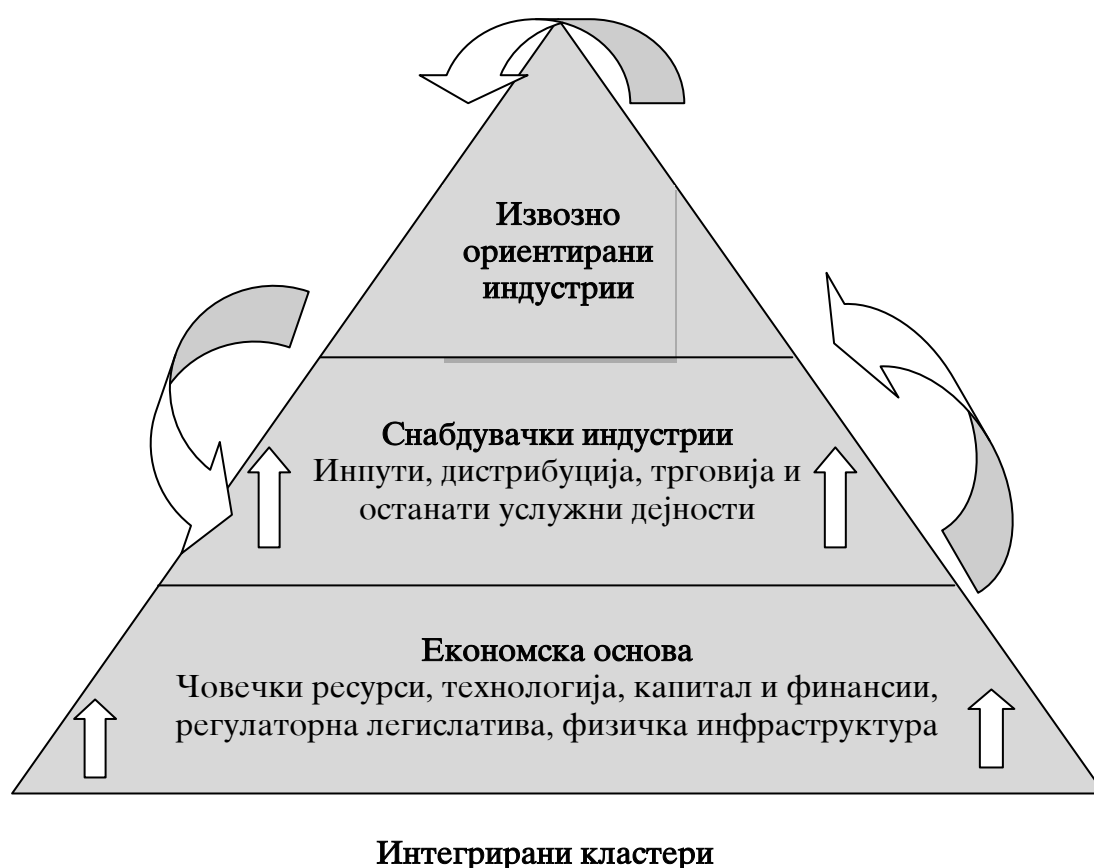 Извозно
ориентирани
индустрии
Снабдувачки индустрии
Инпути, дистрибуција, трговија и
останати услужни дејности
Економска основа
Човечки ресурси, технологија, капитал и финансии,
регулаторна легислатива, физичка инфраструктура
Интегрирани кластери